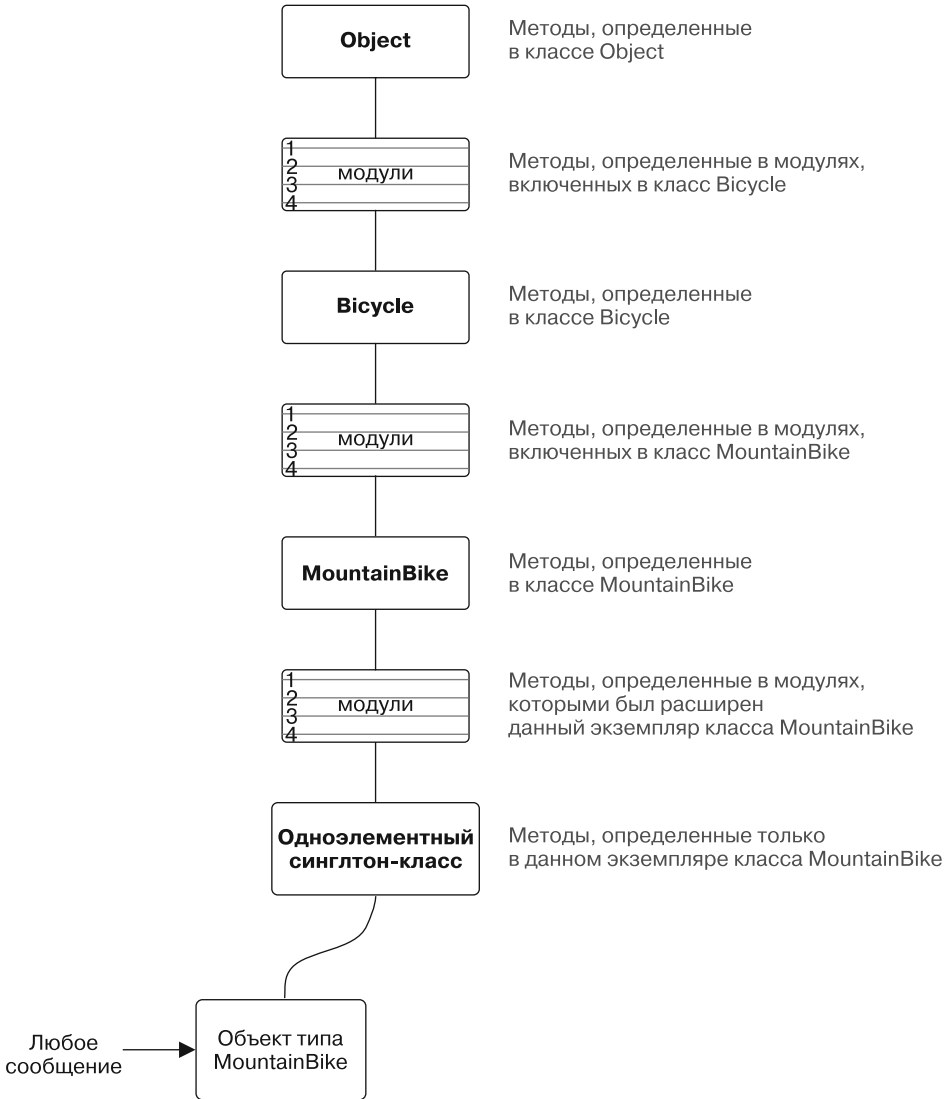 Object
Методы, определенные
в классе Object
1
2
модули
3
4
Методы, определенные в модулях,
включенных в класс Bicycle
Bicycle
Методы, определенные
в классе Bicycle
1
2
модули
3
4
Методы, определенные в модулях,
включенных в класс MountainBike
MountainBike
Методы, определенные
в классе MountainBike
1
2
модули
3
4
Методы, определенные в модулях,
которыми был расширен
данный экземпляр класса MountainBike
Одноэлементный
синглтон-класс
Методы, определенные только
в данном экземпляре класса MountainBike
Любое
сообщение
Объект типа
MountainBike